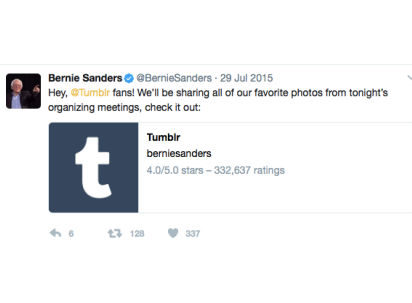 Bernie Sanders @BernieSanders · 29 Jul 2015
Hey, @Tumblr fans! We'll be sharing all of our favorite photos from tonight's
organizing meetings, check it out:
t
Tumblr
berniesanders
4.0/5.0 stars – 332,637 ratings
6 128 337